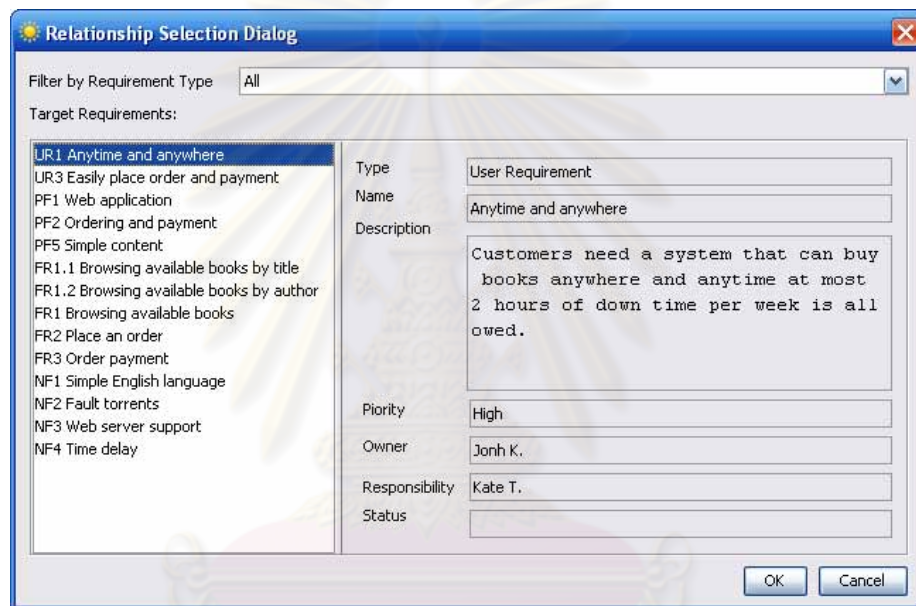 Relationship Selection Dialog
Filter by Requirement Type
All
Target Requirements:
UR1 Anytime and anywhere
UR3 Easily place order and payment
PF1 Web application
PF2 Ordering and payment
PF5 Simple content
FR1.1 Browsing available books by title
FR1.2 Browsing available books by author
FR1 Browsing available books
FR2 Place an order
FR3 Order payment
NF1 Simple English language
NF2 Fault torrents
NF3 Web server support
NF4 Time delay
Type
User Requirement
Name
Anytime and anywhere
Description
Customers need a system that can buy
books anywhere and anytime at most
2 hours of down time per week is all
owed.
Piority
High
Owner
Jonh K.
Responsibility
Kate T.
Status
OK
Cancel